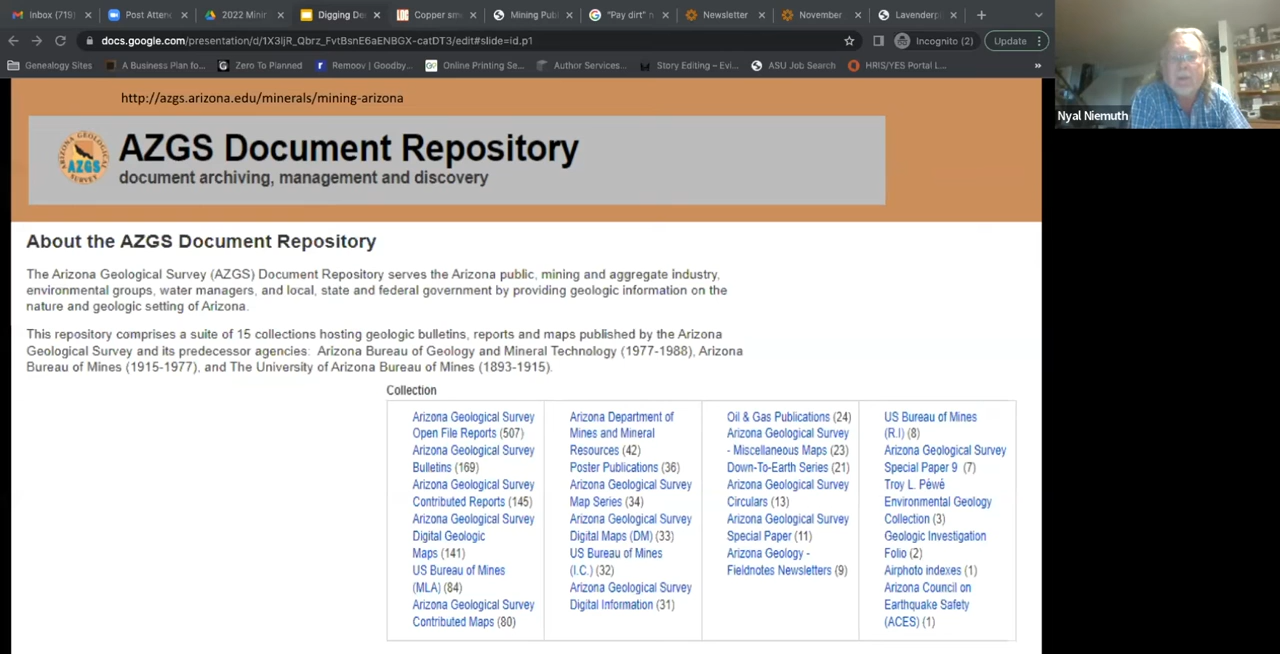 Inbox (719)
Post Atten
2022 Minin
Digging De
Copper sm
Mining Pub
"Pay dirt" n
Newsletter
November
Lavenderp
docs.google.com/presentation/d/1X3ljR_Qbrz_FvtBsnE6aENBGX-catDT3/edit#slide=id.p1
Incognito (2)
Update
Genealogy Sites
A Business Plan fo...
Zero To Planned
Remoov | Goodby...
Online Printing Se...
Author Services...
Story Editing – Evi...
ASU Job Search
HRIS/YES Portal L...
»
http://azgs.arizona.edu/minerals/mining-arizona
ARIZONA GEOLOGICAL SURVEY
AZGS
AZGS Document Repository
document archiving, management and discovery
Nyal Niemuth
About the AZGS Document Repository
The Arizona Geological Survey (AZGS) Document Repository serves the Arizona public, mining and aggregate industry,
environmental groups, water managers, and local, state and federal government by providing geologic information on the
nature and geologic setting of Arizona.
This repository comprises a suite of 15 collections hosting geologic bulletins, reports and maps published by the Arizona
Geological Survey and its predecessor agencies: Arizona Bureau of Geology and Mineral Technology (1977-1988), Arizona
Bureau of Mines (1915-1977), and The University of Arizona Bureau of Mines (1893-1915).
Collection
Arizona Geological Survey
Open File Reports (507)
Arizona Geological Survey
Bulletins (169)
Arizona Geological Survey
Contributed Reports (145)
Arizona Geological Survey
Digital Geologic
Maps (141)
US Bureau of Mines
(MLA) (84)
Arizona Geological Survey
Contributed Maps (80)
Arizona Department of
Mines and Mineral
Resources (42)
Poster Publications (36)
Arizona Geological Survey
Map Series (34)
Arizona Geological Survey
Digital Maps (DM) (33)
US Bureau of Mines
(I.C.) (32)
Arizona Geological Survey
Digital Information (31)
Oil & Gas Publications (24)
Arizona Geological Survey
- Miscellaneous Maps (23)
Down-To-Earth Series (21)
Arizona Geological Survey
Circulars (13)
Arizona Geological Survey
Special Paper (11)
Arizona Geology -
Fieldnotes Newsletters (9)
US Bureau of Mines
(R.I) (8)
Arizona Geological Survey
Special Paper 9 (7)
Troy L. Péwé
Environmental Geology
Collection (3)
Geologic Investigation
Folio (2)
Airphoto indexes (1)
Arizona Council on
Earthquake Safety
(ACES) (1)